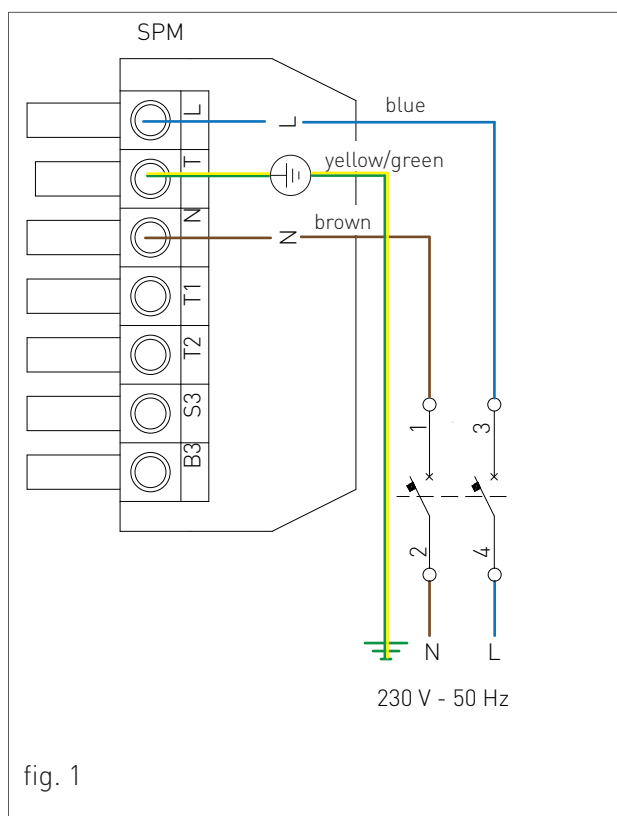 SPM
L
L
blue
T
yellow/green
N
N
brown
T1
T2
S3
B3
1
3
2
4
N
L
230 V - 50 Hz
fig. 1